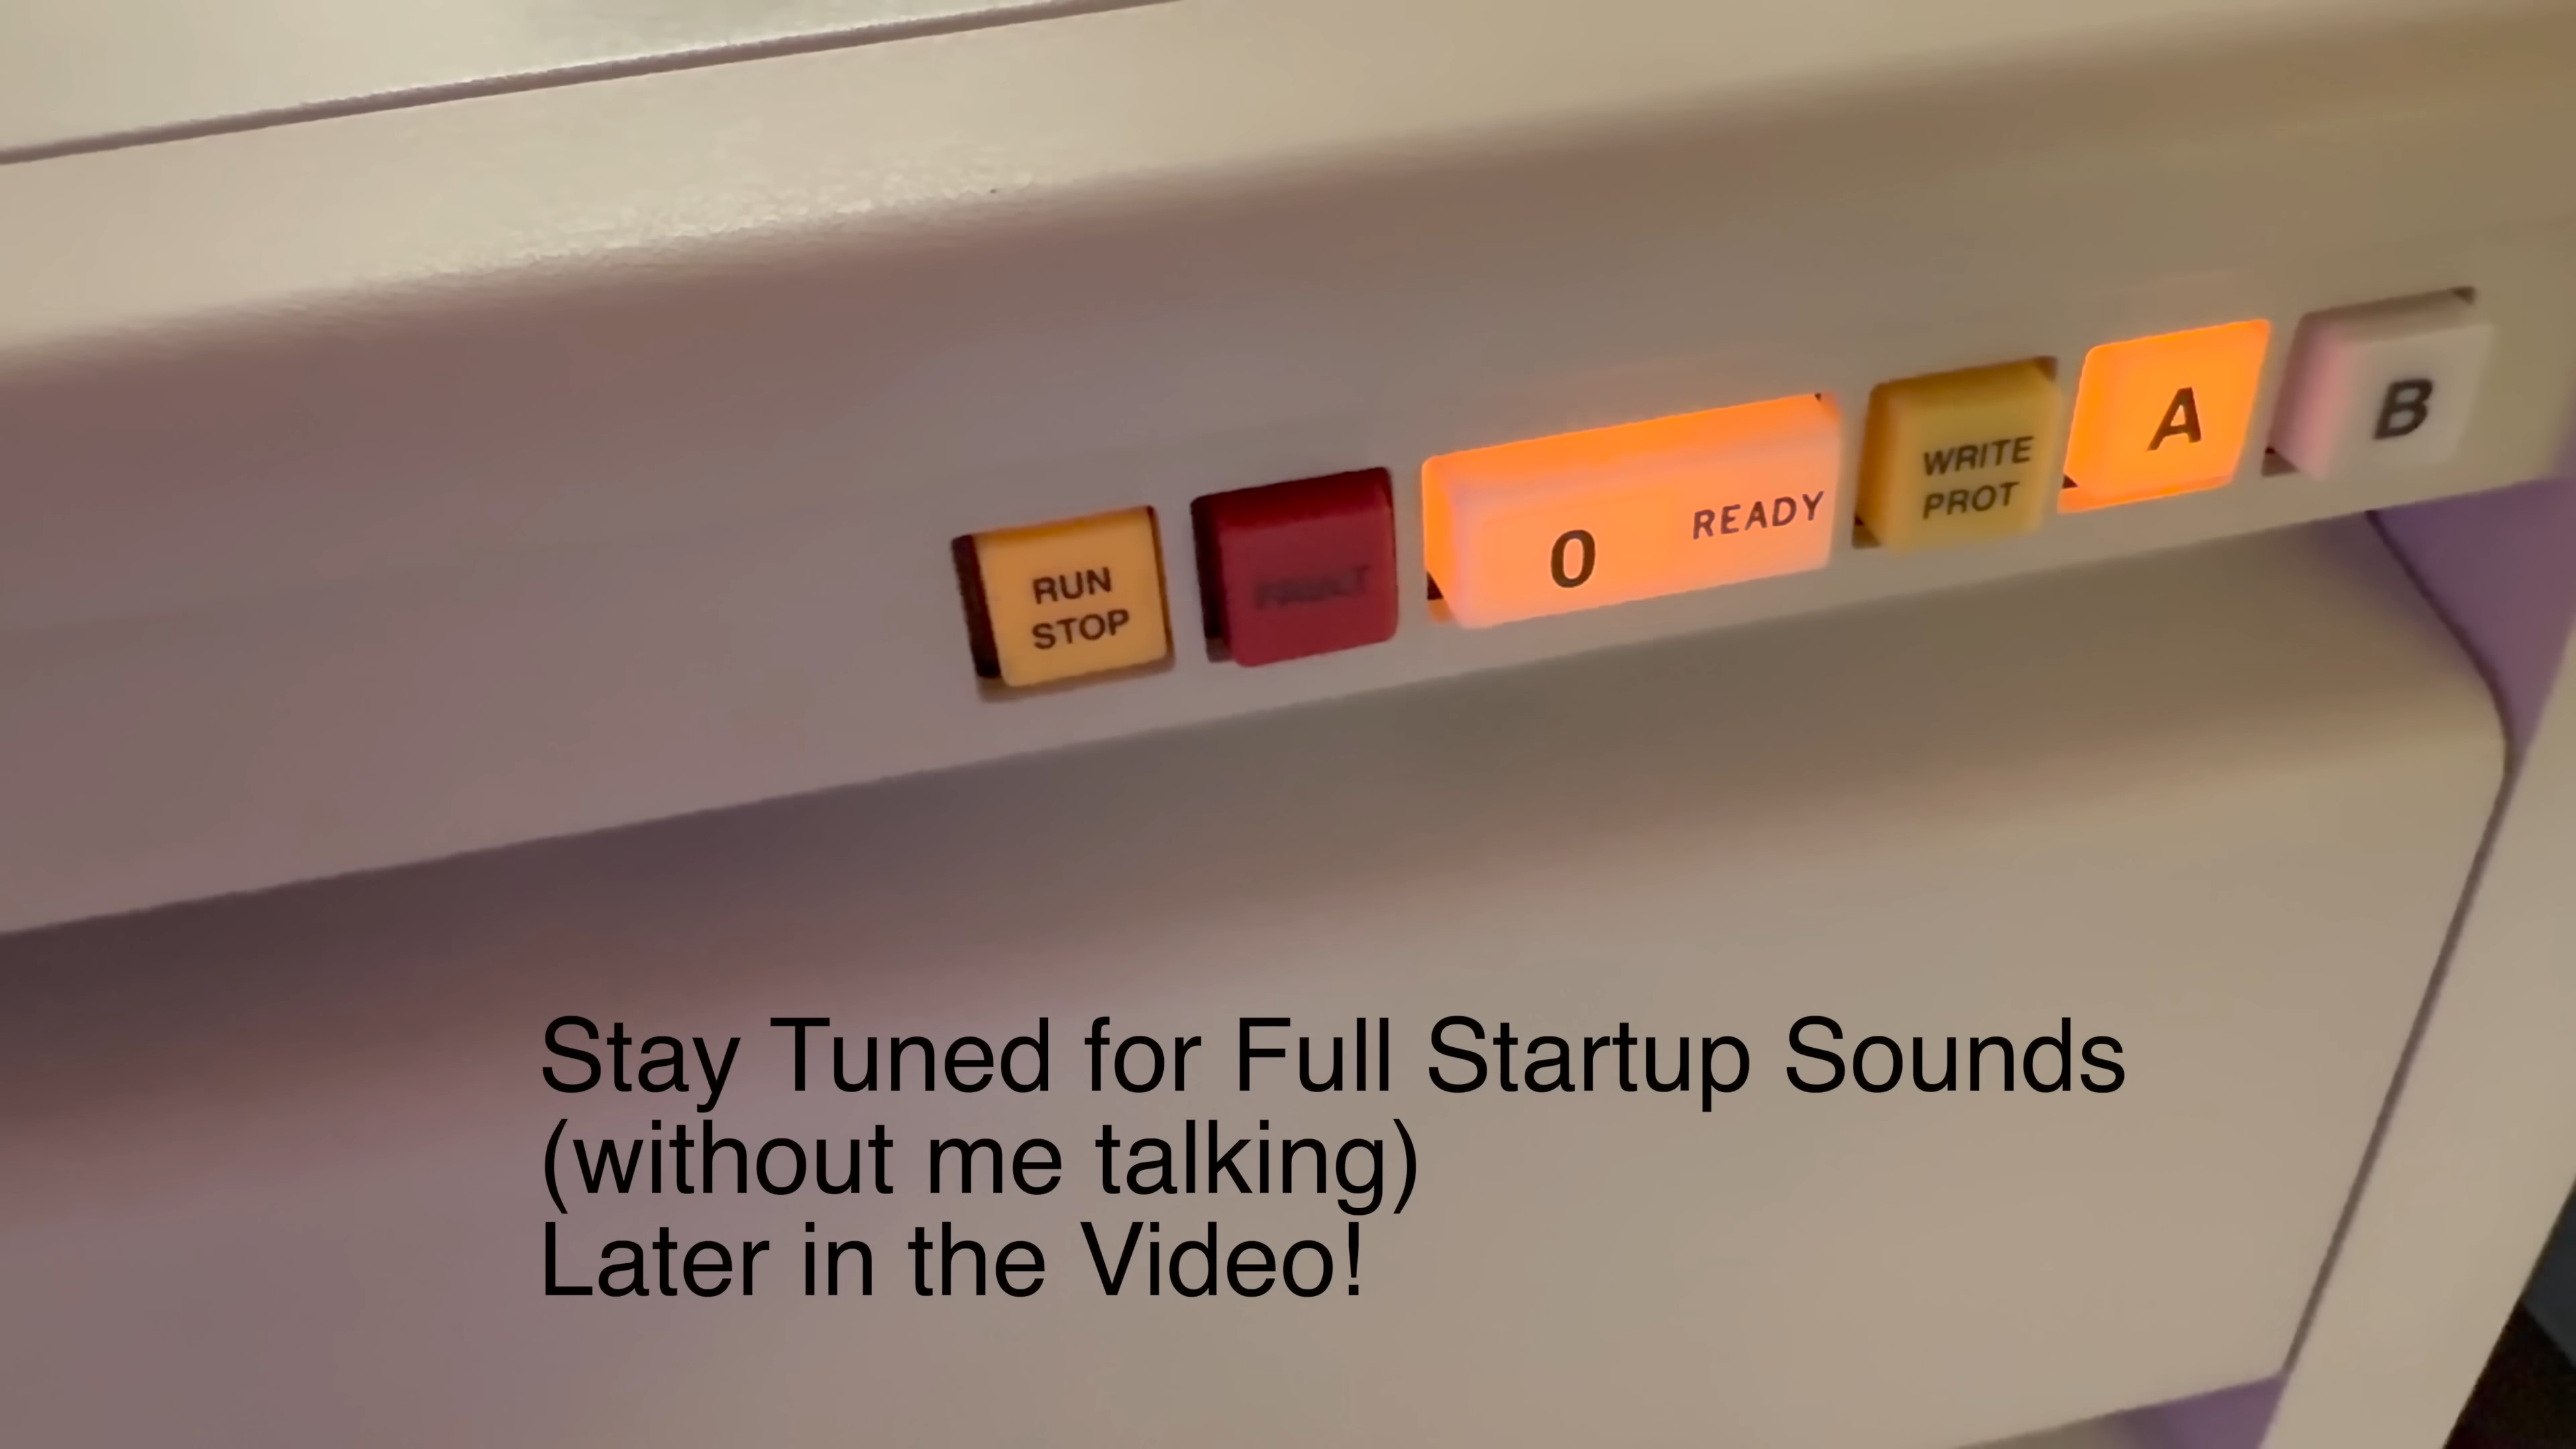 RUN
STOP
FAULT
0 READY
WRITE
PROT
A
B
Stay Tuned for Full Startup Sounds
(without me talking)
Later in the Video!